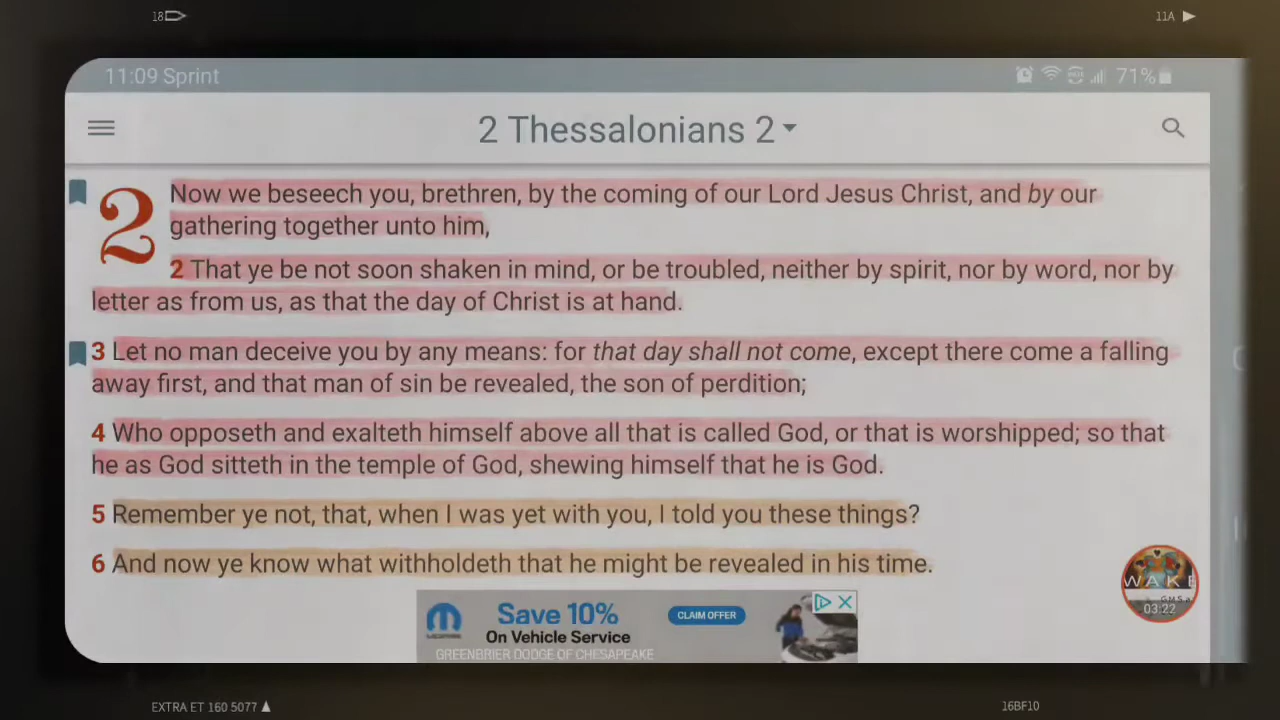 18
11A
11:09 Sprint
71%
2 Thessalonians 2
2
Now we beseech you, brethren, by the coming of our Lord Jesus Christ, and by our
gathering together unto him,
2 That ye be not soon shaken in mind, or be troubled, neither by spirit, nor by word, nor by
letter as from us, as that the day of Christ is at hand.
3 Let no man deceive you by any means: for that day shall not come, except there come a falling
away first, and that man of sin be revealed, the son of perdition;
4 Who opposeth and exalteth himself above all that is called God, or that is worshipped; so that
he as God sitteth in the temple of God, shewing himself that he is God.
5 Remember ye not, that, when I was yet with you, I told you these things?
6 And now ye know what withholdeth that he might be revealed in his time.
WAKE
GMS
03:22
Save 10%
On Vehicle Service
GREENBRIER DODGE OF CHESAPEAKE
CLAIM OFFER
EXTRA ET 160 5077
16BF10